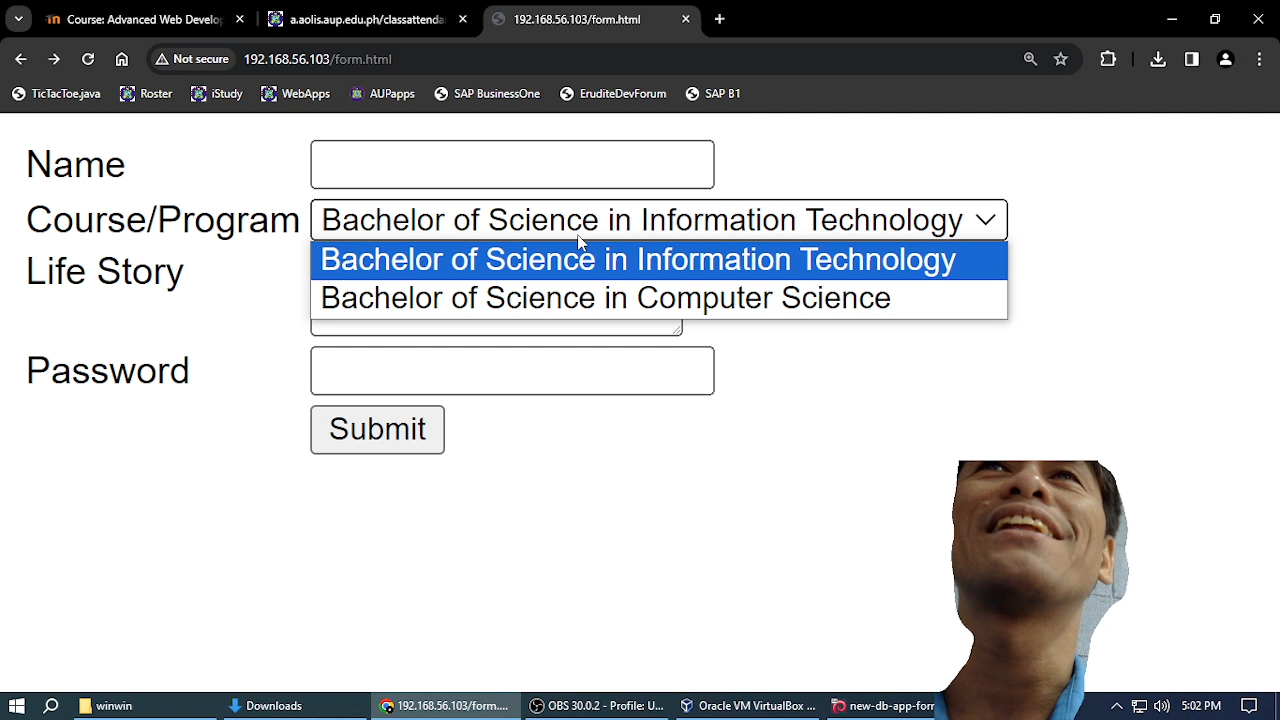 Course: Advanced Web Develop
a.aolis.aup.edu.ph/classattenda
192.168.56.103/form.html
Not secure
192.168.56.103/form.html
TicTacToe.java
Roster
iStudy
WebApps
AUPapps
SAP BusinessOne
EruditeDevForum
SAP B1
Name
Course/Program
Bachelor of Science in Information Technology
Bachelor of Science in Information Technology
Life Story
Bachelor of Science in Computer Science
Password
Submit
winwin
Downloads
192.168.56.103/form....
OBS 30.0.2 - Profile: U...
Oracle VM VirtualBox ...
new-db-app-for
5:02 PM